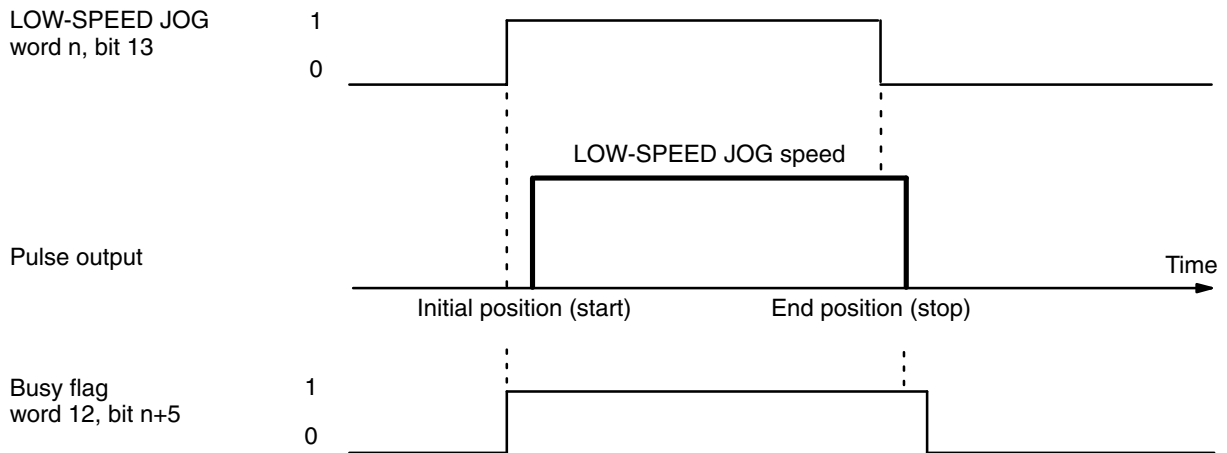 LOW-SPEED JOG
word n, bit 13
1
0
LOW-SPEED JOG speed
Pulse output
Time
Initial position (start)
End position (stop)
Busy flag
word 12, bit n+5
1
0